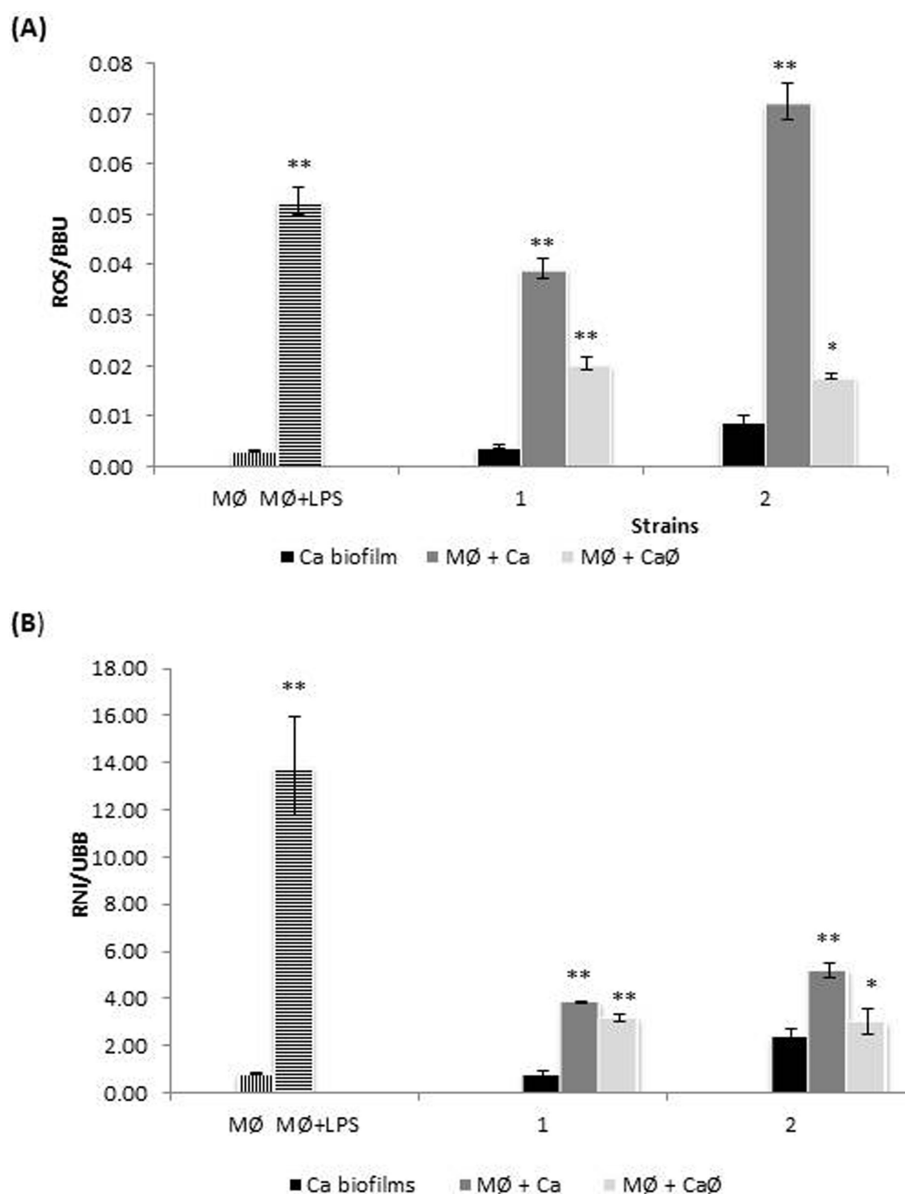 (A)
0.08
**
0.07
0.06
**
0.05
ROS/BBU
**
0.04
0.03
**
*
0.02
0.01
0.00
MØ MØ+LPS 1 2
Strains
Ca biofilm MØ + Ca MØ + CaØ
(B)
18.00
**
16.00
14.00
12.00
RNI/UBB
10.00
8.00
**
6.00
** ** *
4.00
2.00
0.00
MØ MØ+LPS 1 2
Ca biofilms MØ + Ca MØ + CaØ